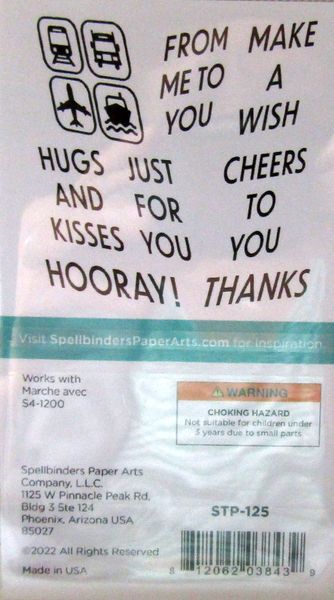 FROM ME TO YOU
MAKE A WISH
HUGS AND KISSES
JUST FOR YOU
CHEERS TO YOU
HOORAY!
THANKS
Visit SpellbindersPaperArts.com for inspiration.
Works with
Marche avec
S4-1200
⚠ WARNING
CHOKING HAZARD
Not suitable for children under
3 years due to small parts
Spellbinders Paper Arts
Company, L.L.C.
1125 W Pinnacle Peak Rd,
Bldg 3 Ste 124
Phoenix, Arizona USA
85027
©2022 All Rights Reserved
Made in USA
STP-125
8 12062 03843 9